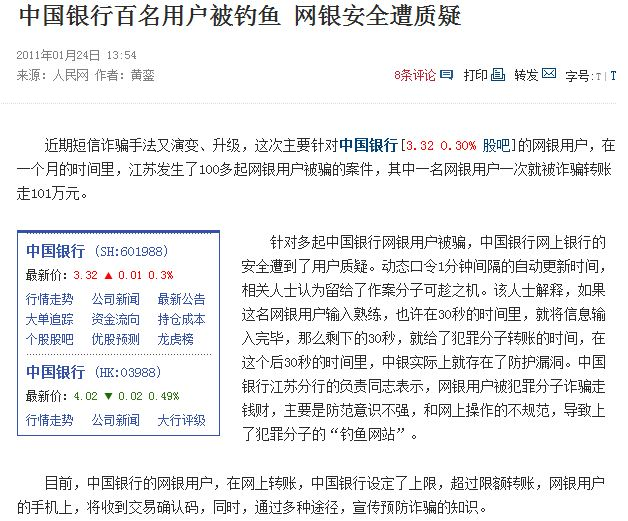 中国银行百名用户被钓鱼 网银安全遭质疑
2011年01月24日 13:54
来源：人民网 作者：黄銮
8条评论 打印 转发 字号:T|T
近期短信诈骗手法又演变、升级，这次主要针对中国银行[3.32 0.30% 股吧]的网银用户，在
一个月的时间里，江苏发生了100多起网银用户被骗的案件，其中一名网银用户一次就被诈骗转账
走101万元。
中国银行 (SH:601988)
最新价: 3.32 ▲ 0.01 0.3%
行情走势 公司新闻 最新公告
大单追踪 资金流向 持仓成本
个股股吧 优股预测 龙虎榜
中国银行 (HK:03988)
最新价: 4.02 ▼ 0.02 0.49%
行情走势 公司新闻 大行评级
针对多起中国银行网银用户被骗，中国银行网上银行的
安全遭到了用户质疑。动态口令1分钟间隔的自动更新时间，
相关人士认为留给了作案分子可趁之机。该人士解释，如果
这名网银用户输入熟练，也许在30秒的时间里，就将信息输
入完毕，那么剩下的30秒，就给了犯罪分子转账的时间，在
这个后30秒的时间里，中银实际上就存在了防护漏洞。中国
银行江苏分行的负责同志表示，网银用户被犯罪分子诈骗走
钱财，主要是防范意识不强，和网上操作的不规范，导致上
了犯罪分子的“钓鱼网站”。
目前，中国银行的网银用户，在网上转账，中国银行设定了上限，超过限额转账，网银用户
的手机上，将收到交易确认码，同时，通过多种途径，宣传预防诈骗的知识。